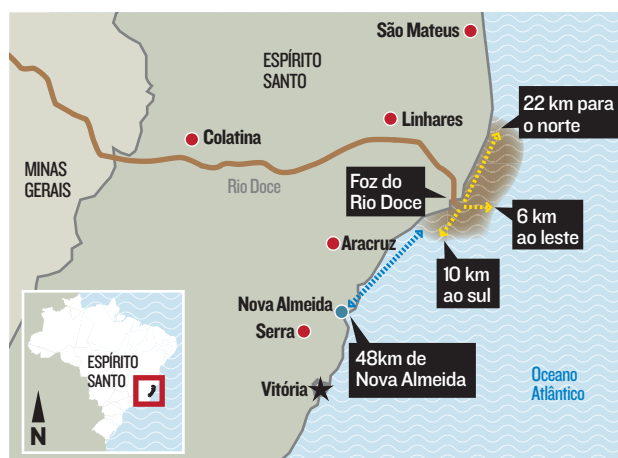 São Mateus
ESPÍRITO
SANTO
22 km para
o norte
Linhares
Colatina
MINAS
GERAIS
Rio Doce
Foz do
Rio Doce
6 km
ao leste
Aracruz
10 km
ao sul
Nova Almeida
Serra
48km de
Nova Almeida
Vitória
Oceano
Atlântico
ESPÍRITO
SANTO
N